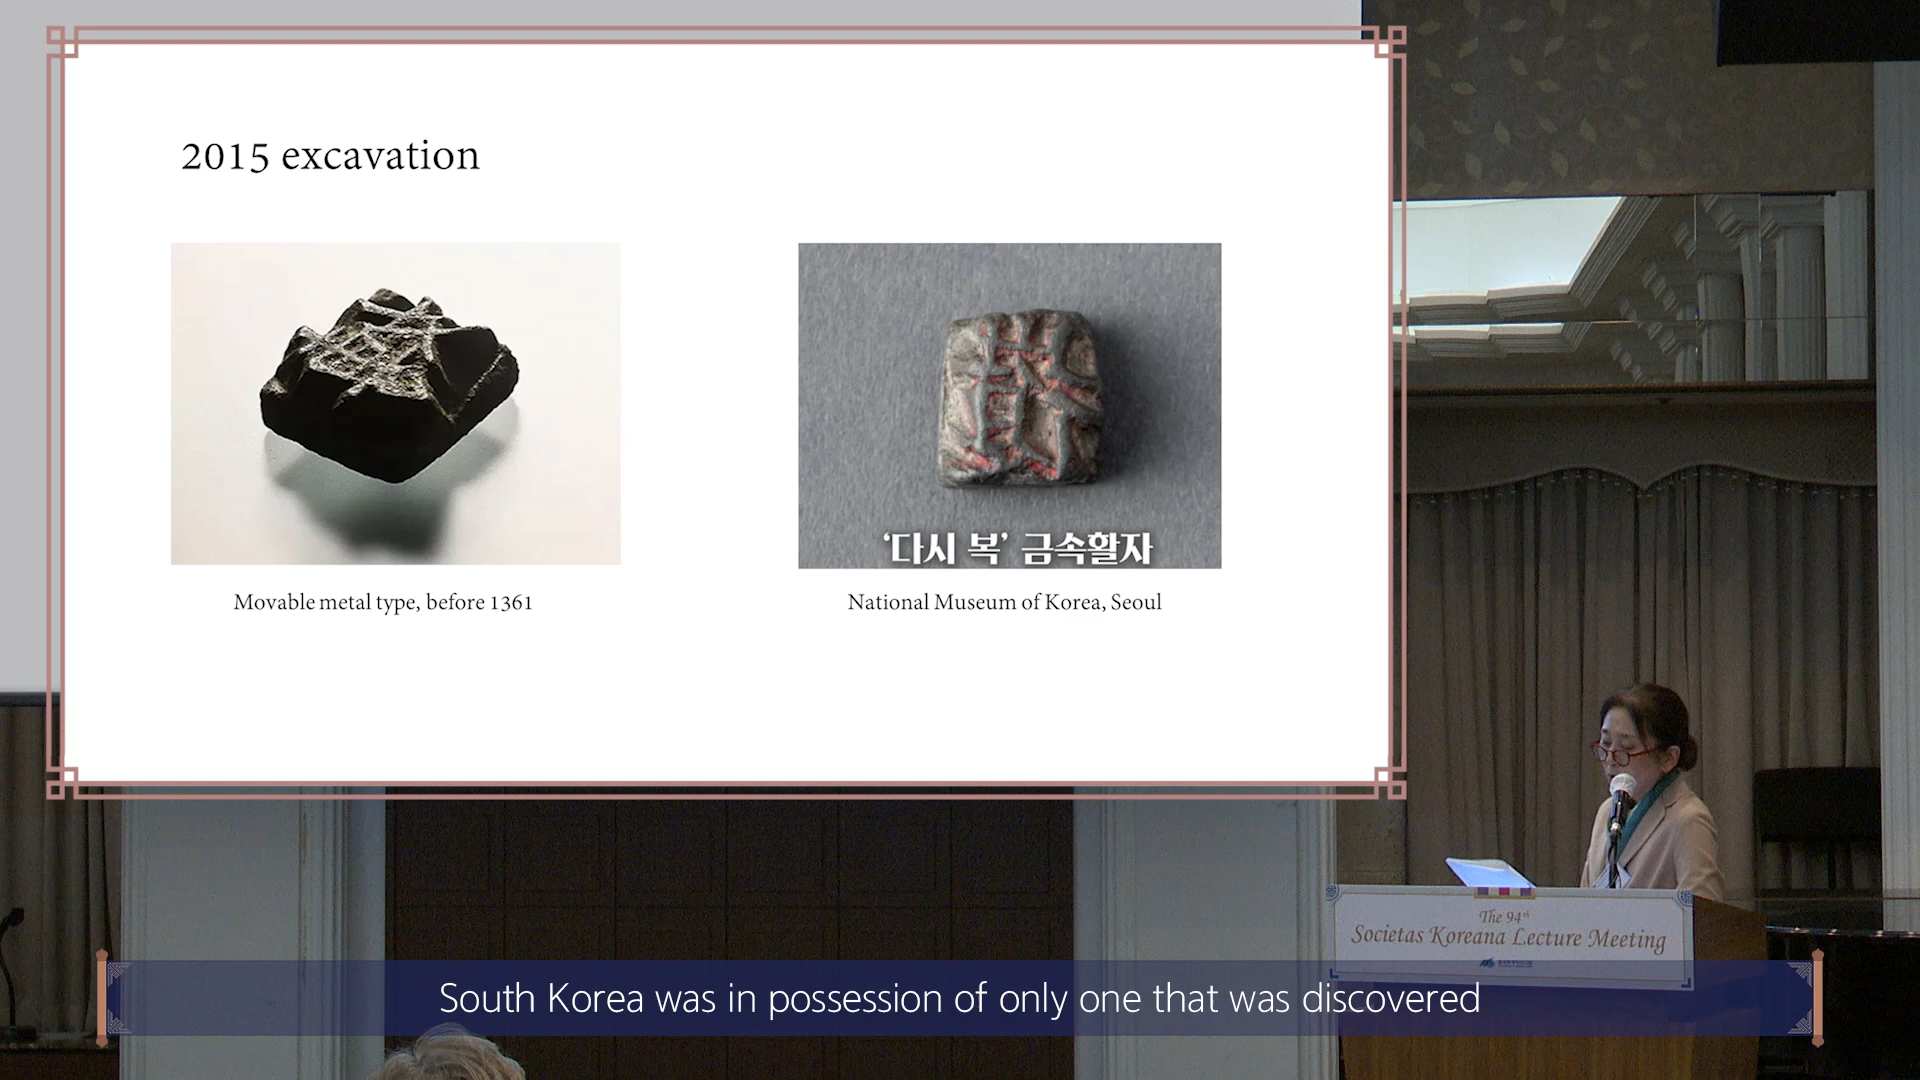 2015 excavation
'다시 복' 금속활자
Movable metal type, before 1361
National Museum of Korea, Seoul
The 94th
Societas Koreana Lecture Meeting
South Korea was in possession of only one that was discovered